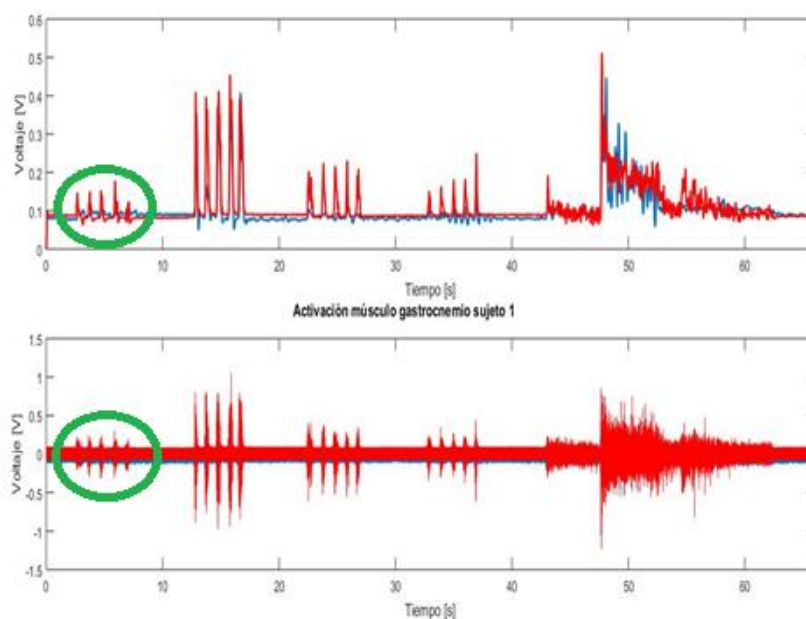 0.6
0.5
0.4
0.3
0.2
0.1
0
Voltaje [V]
0 10 20 30 40 50 60
Tiempo [s]
Activación músculo gastrocnemio sujeto 1
1.5
1
0.5
0
-0.5
-1
-1.5
Voltaje [V]
0 10 20 30 40 50 60
Tiempo [s]